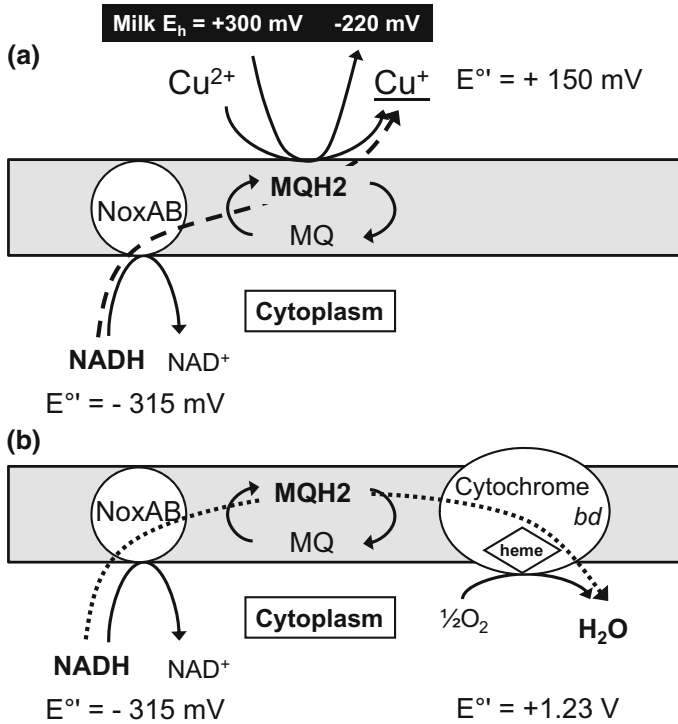 Milk Eₕ = +300 mV -220 mV
(a)
Cu²⁺
Cu⁺
E°' = + 150 mV
NoxAB
MQH2
MQ
Cytoplasm
NADH
NAD⁺
E°' = - 315 mV
(b)
NoxAB
MQH2
MQ
Cytochrome
bd
heme
Cytoplasm
½O₂
H₂O
NADH
NAD⁺
E°' = - 315 mV
E°' = +1.23 V